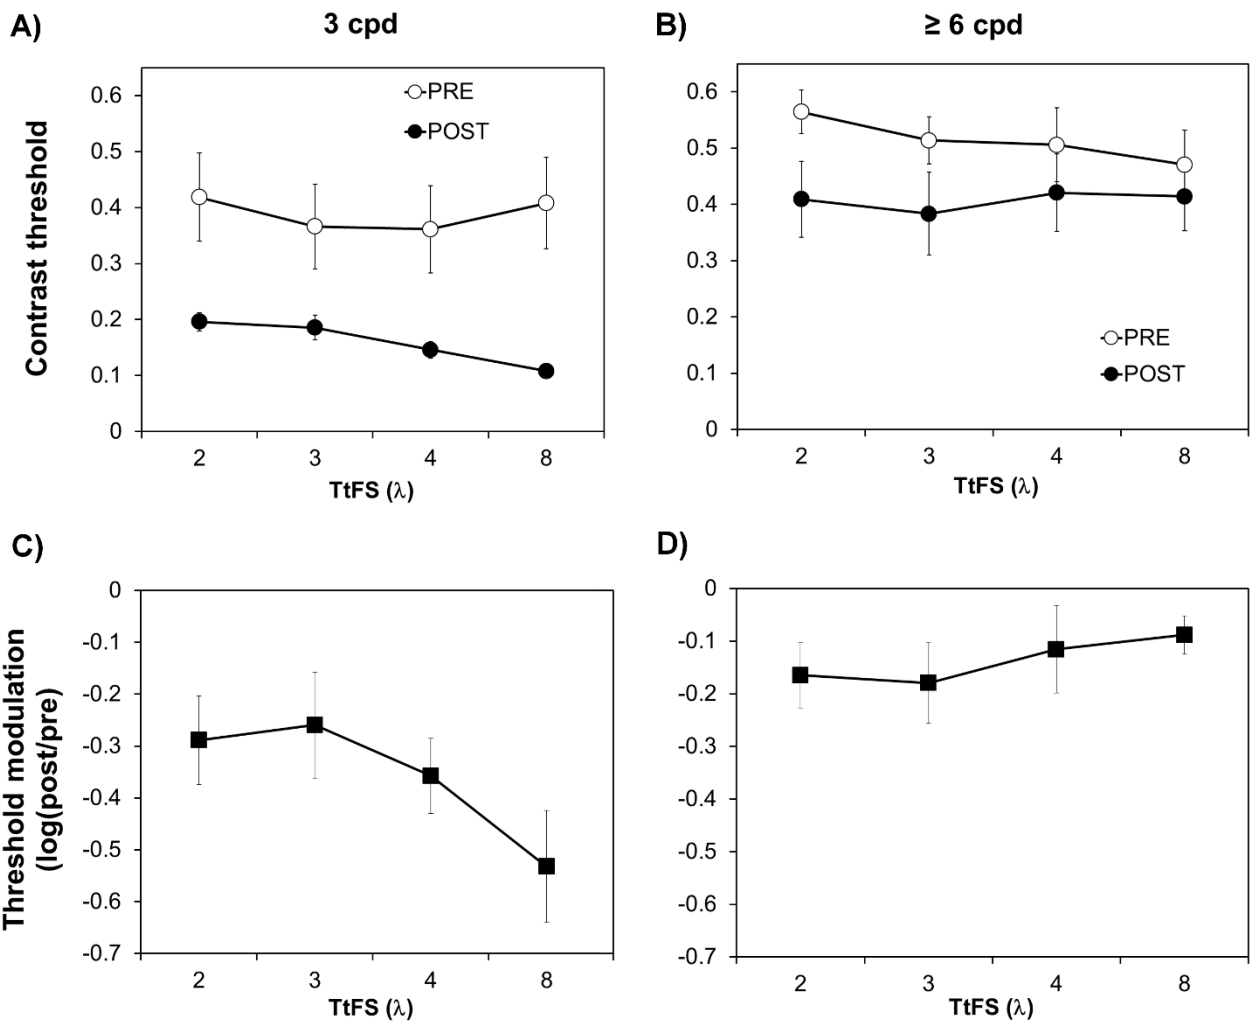 A)
3 cpd
PRE
POST
Contrast threshold
0.6
0.5
0.4
0.3
0.2
0.1
0
2 3 4 8
TtFS (λ)
B)
≥ 6 cpd
0.6
0.5
0.4
0.3
0.2
0.1
0
PRE
POST
2 3 4 8
TtFS (λ)
C)
Threshold modulation
(log(post/pre)
0
-0.1
-0.2
-0.3
-0.4
-0.5
-0.6
-0.7
2 3 4 8
TtFS (λ)
D)
0
-0.1
-0.2
-0.3
-0.4
-0.5
-0.6
-0.7
2 3 4 8
TtFS (λ)